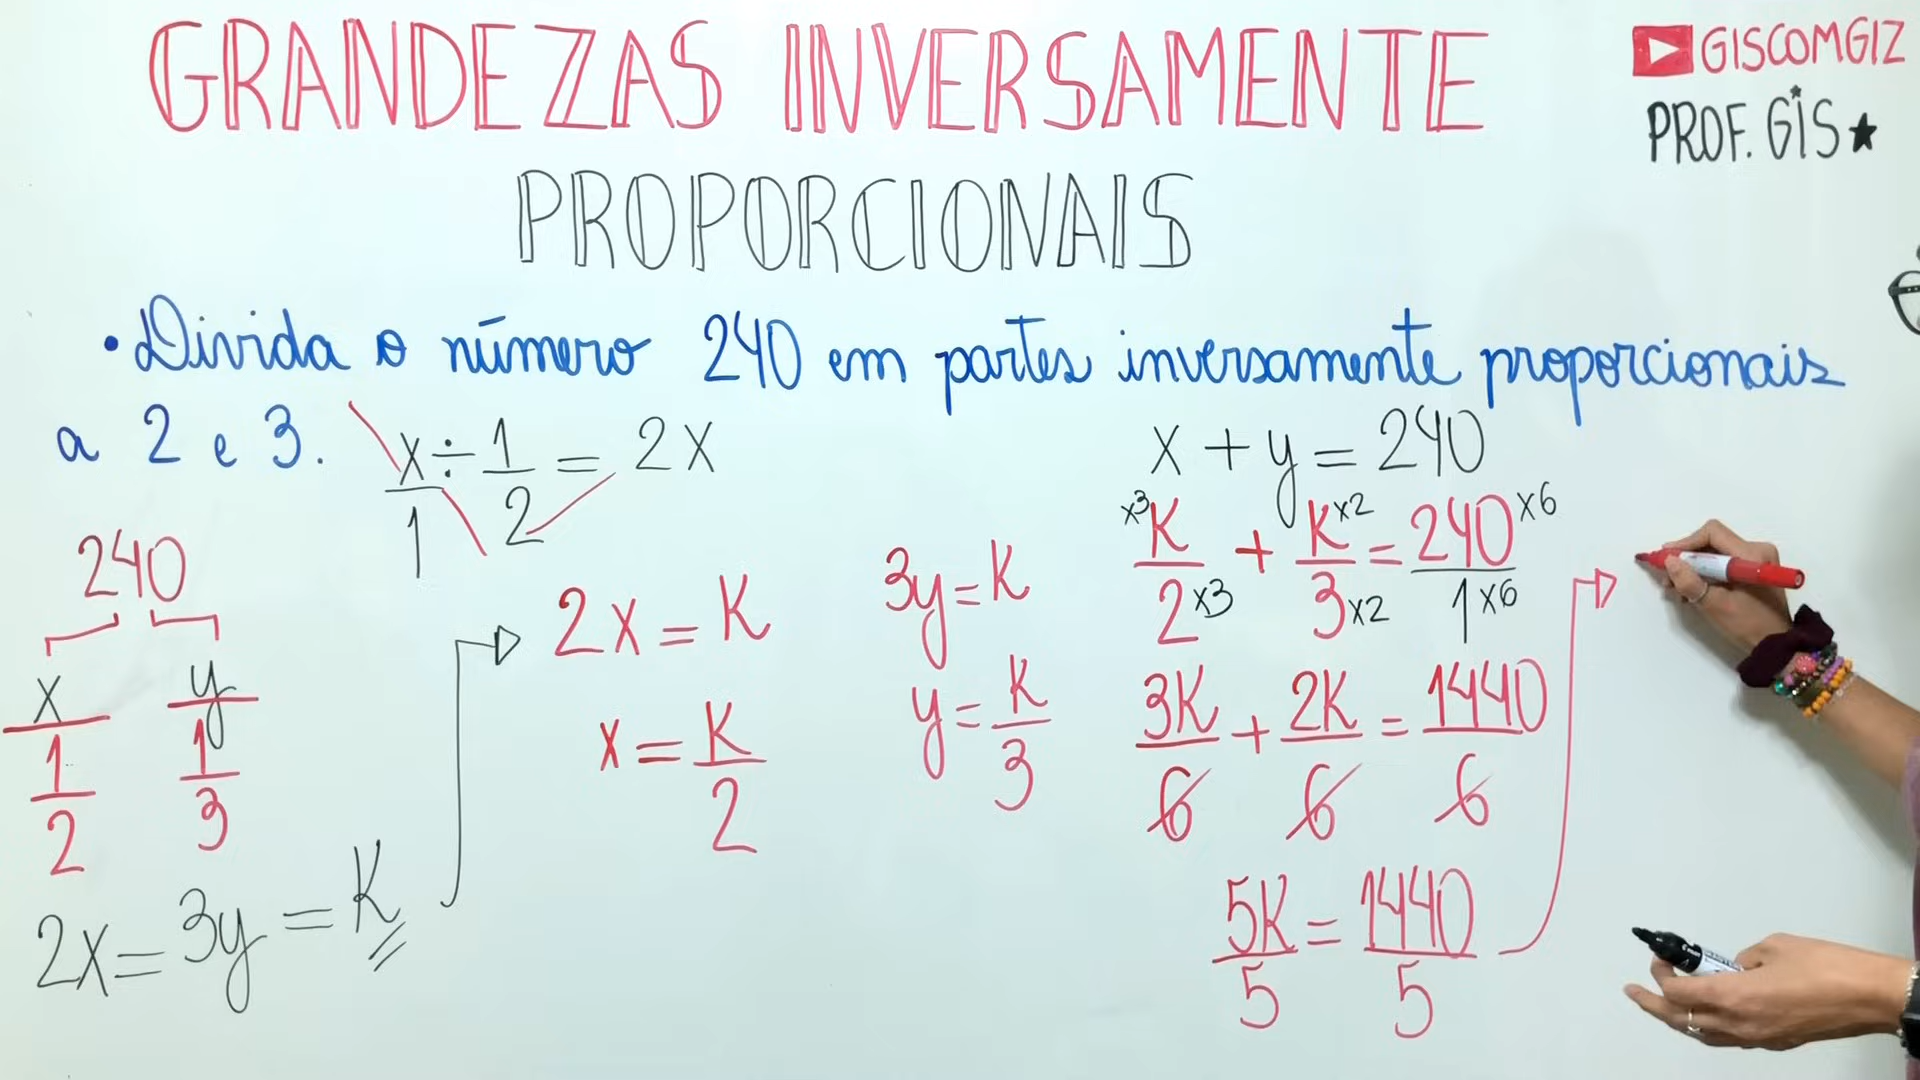 GRANDEZAS INVERSAMENTE
PROPORCIONAIS
GISCOMGIZ
PROF. GIS
• Divida o número 240 em partes inversamente proporcionais
a 2 e 3.
x/1 ÷ 1/2 = 2x
240
x/(1/2) y/(1/3)
2x = 3y = K
2x = K
x = K/2
3y = K
y = K/3
x + y = 240
x3 K/2 x3 + K x2/3 x2 = 240 x6/1 x6
3K/6 + 2K/6 = 1440/6
5K/5 = 1440/5